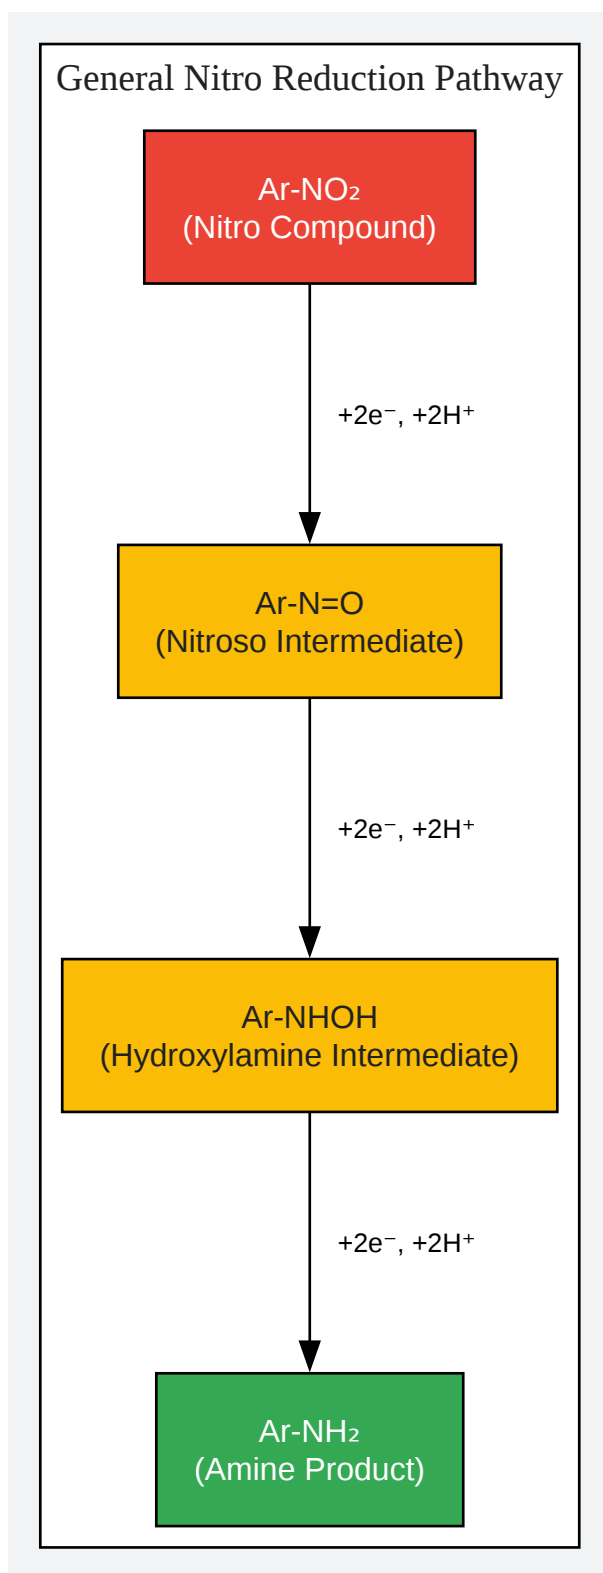 General Nitro Reduction Pathway
Ar-NO₂
(Nitro Compound)
+2e⁻, +2H⁺
Ar-N=O
(Nitroso Intermediate)
+2e⁻, +2H⁺
Ar-NHOH
(Hydroxylamine Intermediate)
+2e⁻, +2H⁺
Ar-NH₂
(Amine Product)